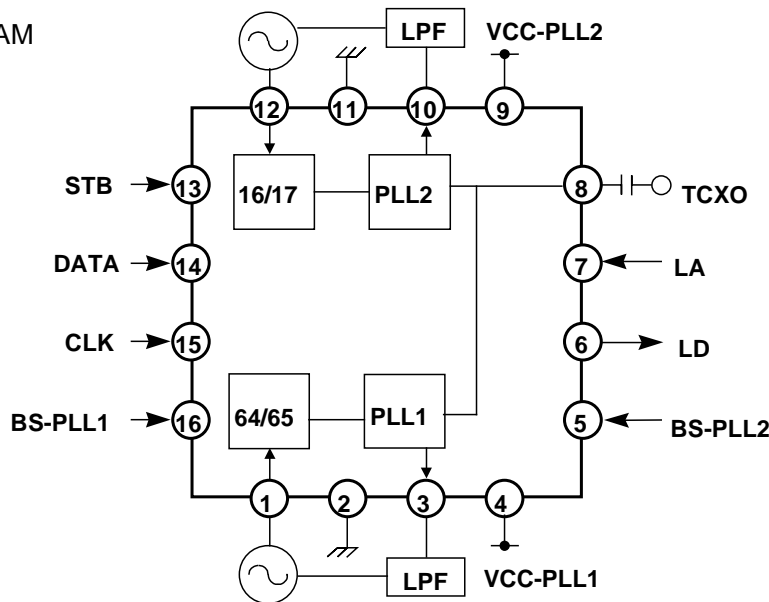 AM
LPF
VCC-PLL2
12
11
10
9
STB
13
16/17
PLL2
8
TCXO
DATA
14
7
LA
CLK
15
6
LD
BS-PLL1
16
64/65
PLL1
5
BS-PLL2
1
2
3
4
LPF
VCC-PLL1